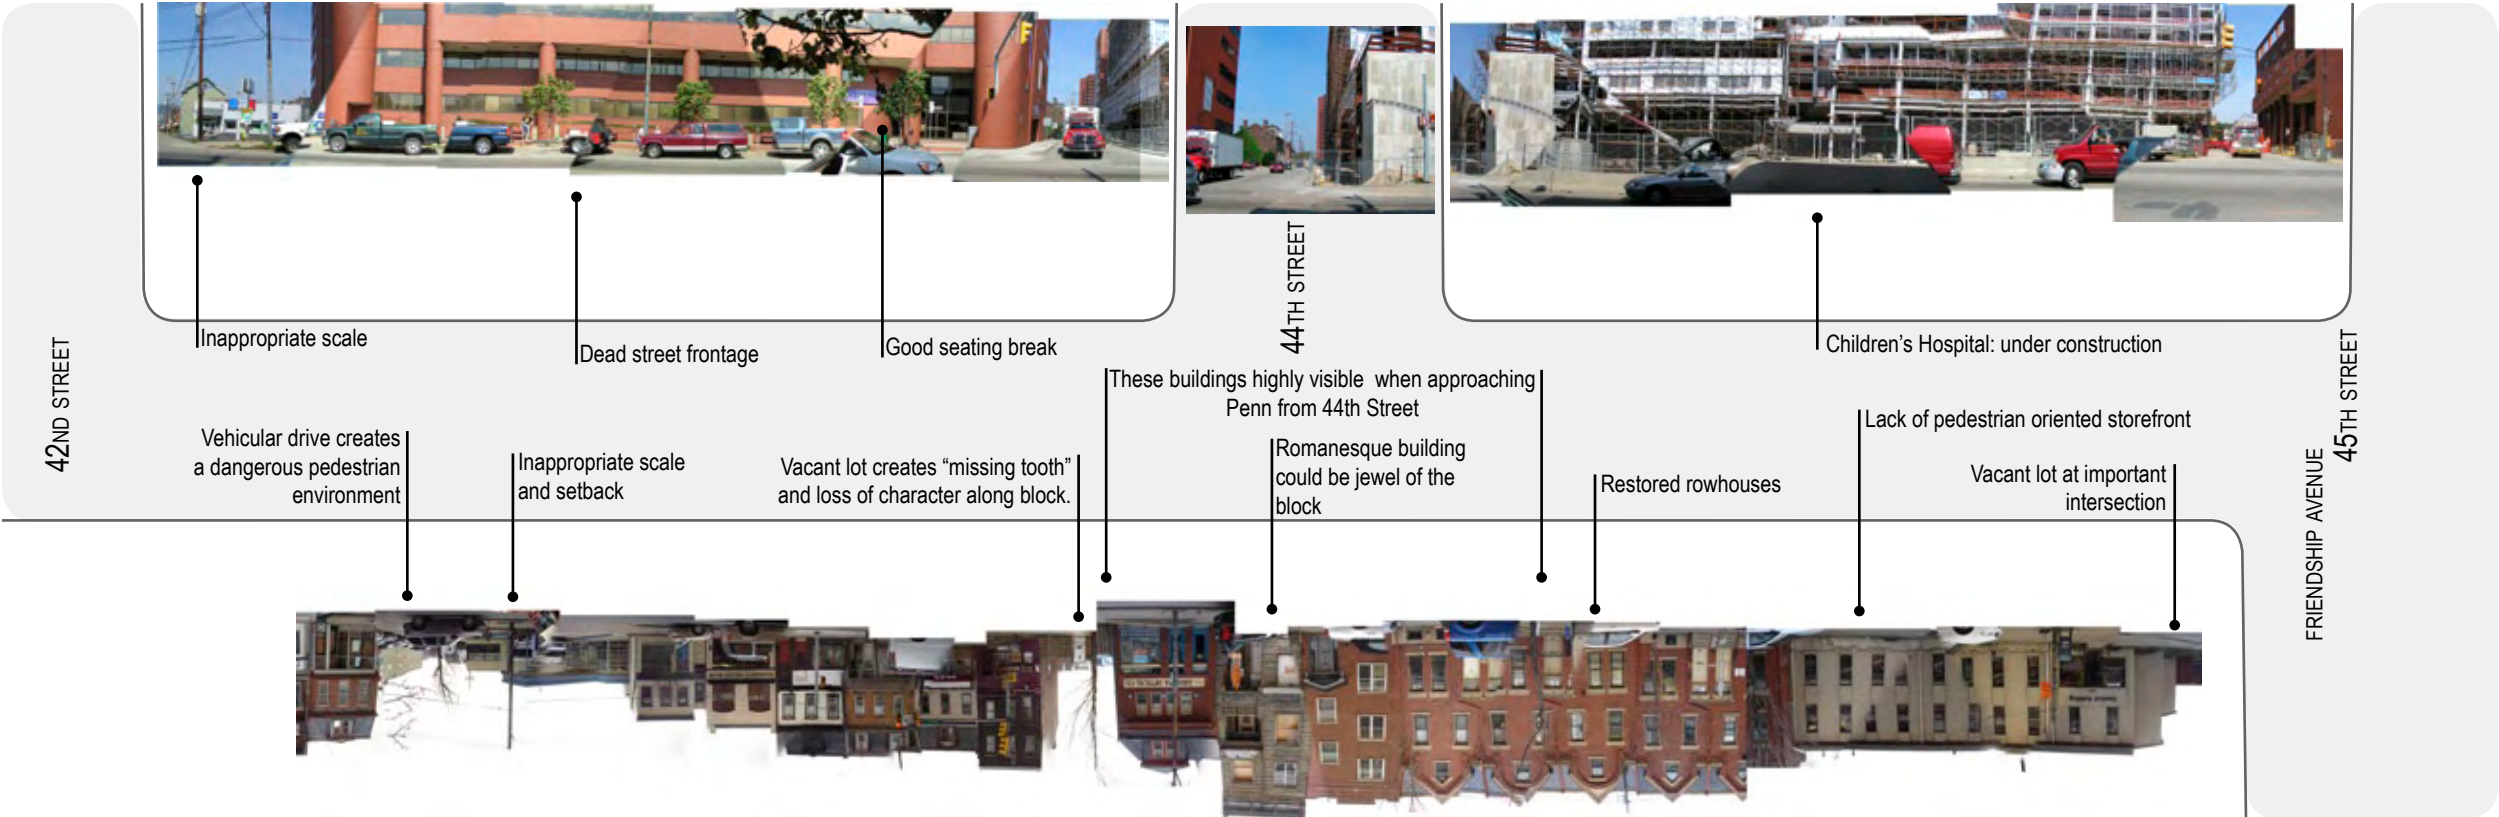 Inappropriate scale
Dead street frontage
Good seating break
44TH STREET
Children’s Hospital: under construction
42ND STREET
45TH STREET
FRIENDSHIP AVENUE
These buildings highly visible when approaching
Penn from 44th Street
Vehicular drive creates
a dangerous pedestrian
environment
Inappropriate scale
and setback
Vacant lot creates “missing tooth”
and loss of character along block.
Romanesque building
could be jewel of the
block
Restored rowhouses
Lack of pedestrian oriented storefront
Vacant lot at important
intersection